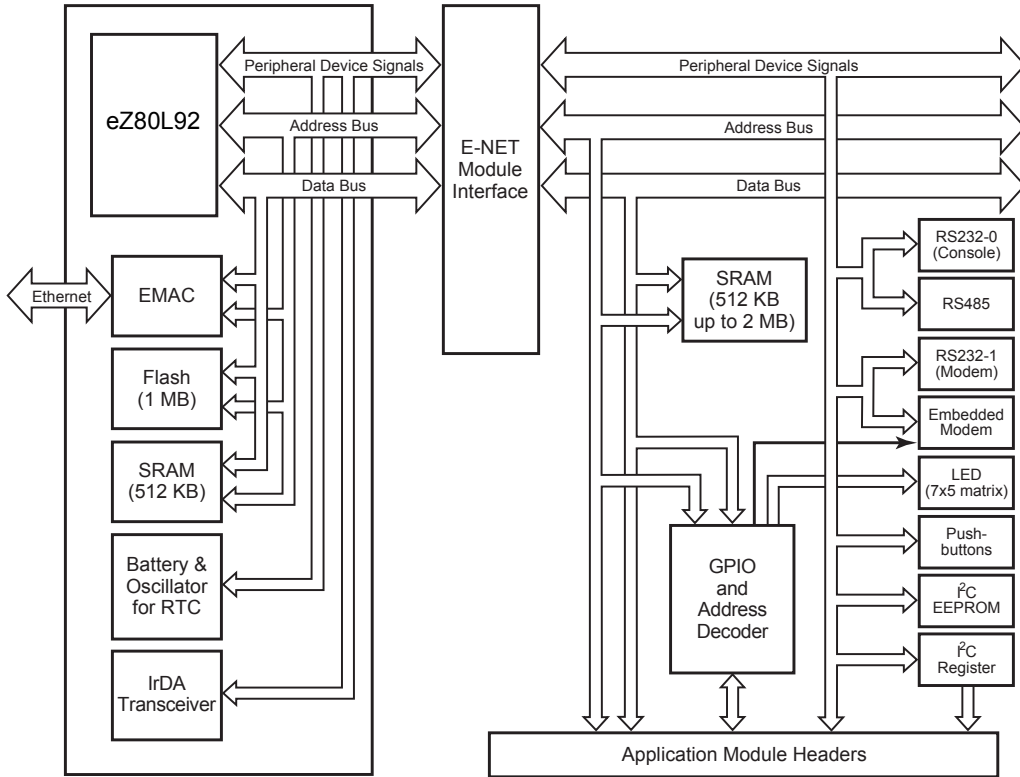 eZ80L92
Peripheral Device Signals
Address Bus
Data Bus
Ethernet
EMAC
Flash
(1 MB)
SRAM
(512 KB)
Battery &
Oscillator
for RTC
IrDA
Transceiver
E-NET
Module
Interface
Peripheral Device Signals
Address Bus
Data Bus
SRAM
(512 KB
up to 2 MB)
GPIO
and
Address
Decoder
RS232-0
(Console)
RS485
RS232-1
(Modem)
Embedded
Modem
LED
(7x5 matrix)
Push-
buttons
I²C
EEPROM
I²C
Register
Application Module Headers